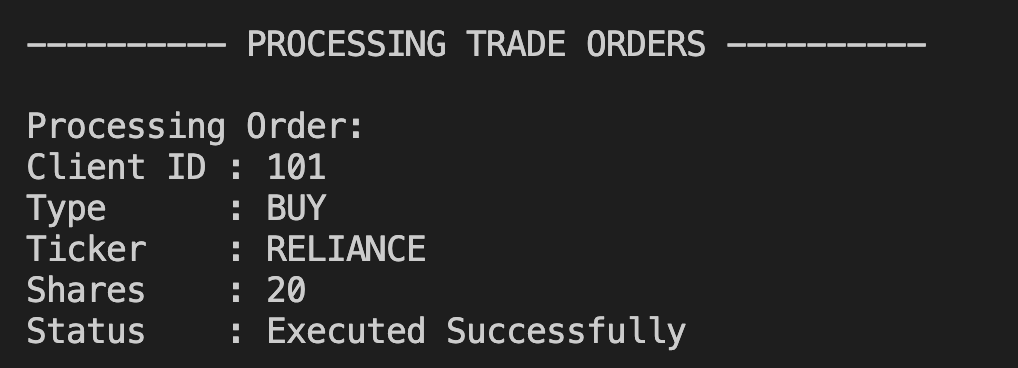 ---------- PROCESSING TRADE ORDERS ----------
Processing Order:
Client ID : 101
Type      : BUY
Ticker    : RELIANCE
Shares    : 20
Status    : Executed Successfully